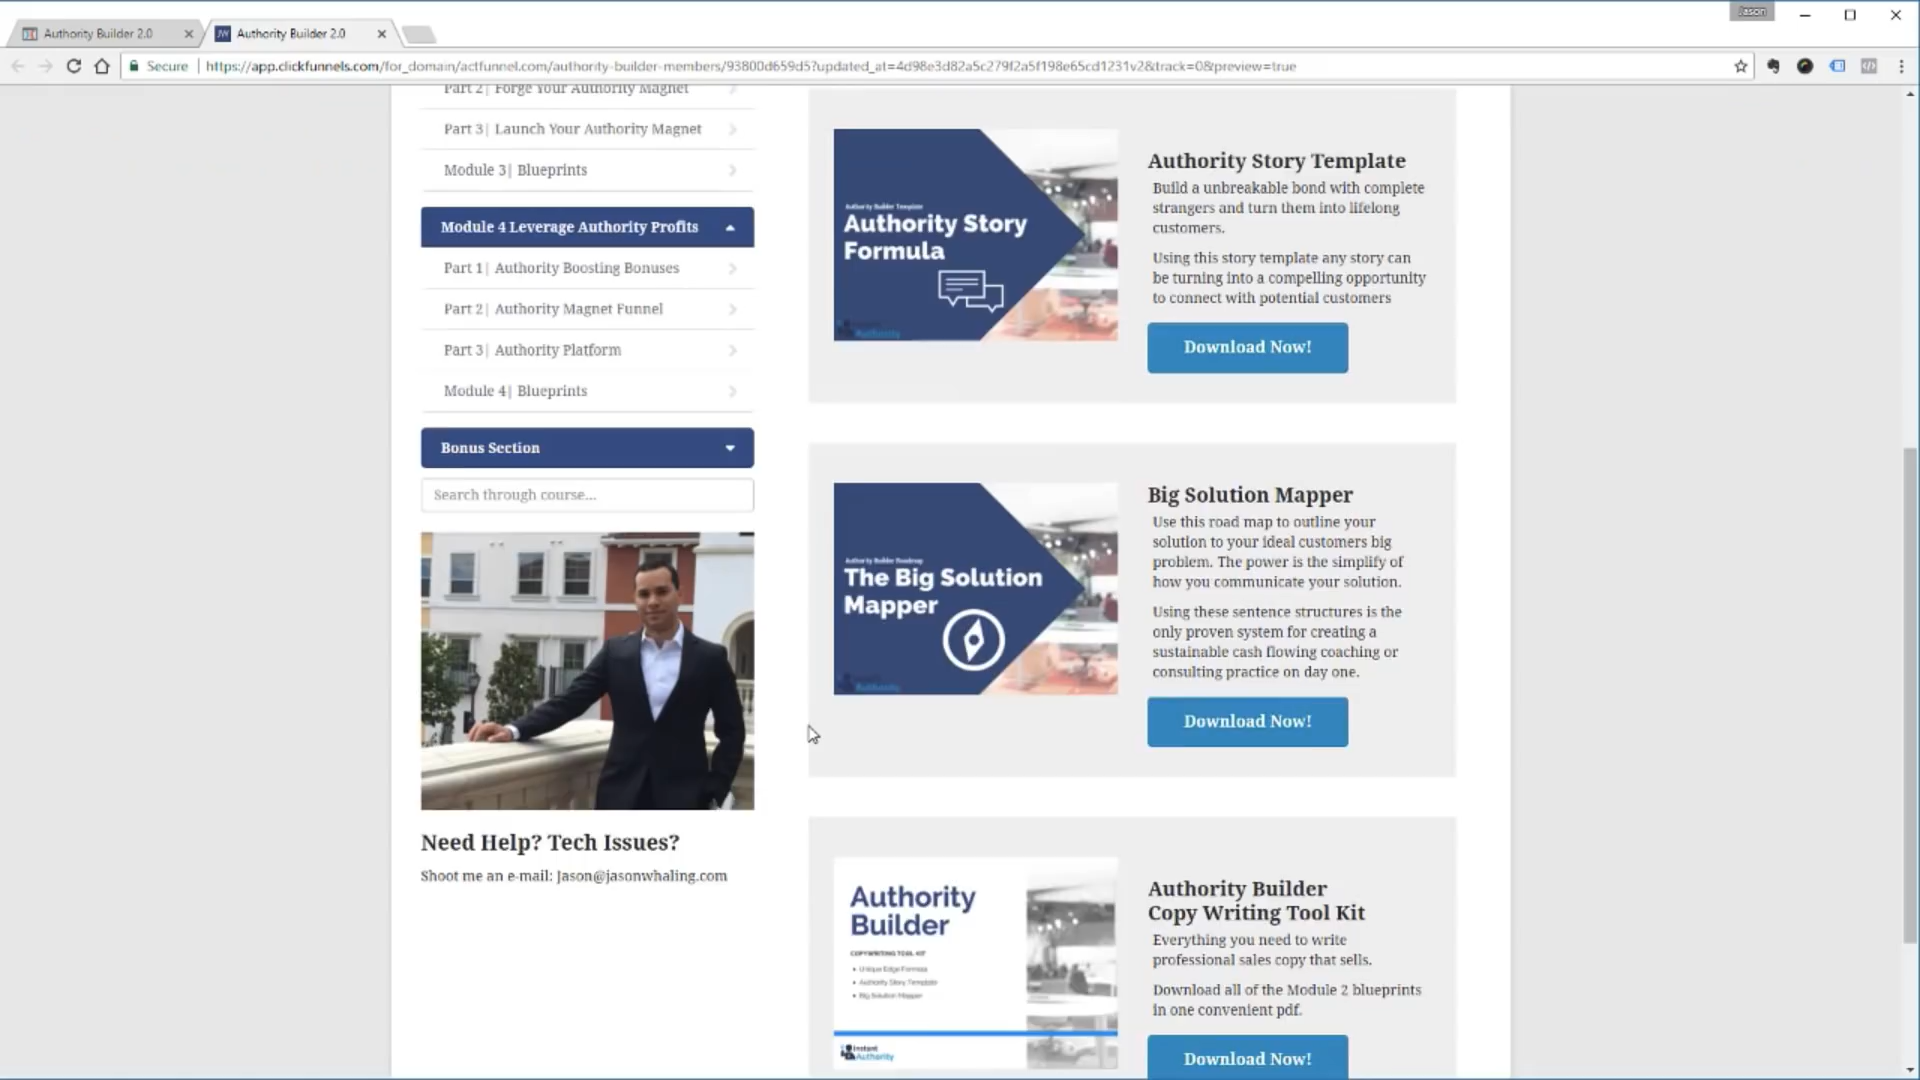 Jason
Authority Builder 2.0
Authority Builder 2.0
Secure
https://app.clickfunnels.com/for_domain/actfunnel.com/authority-builder-members/93800d659d5?updated_at=4d98e3d82a5c279f2a5f198e65cd1231v2&track=0&preview=true
Part 2| Forge Your Authority Magnet
Part 3| Launch Your Authority Magnet
Module 3| Blueprints
Module 4 Leverage Authority Profits
Part 1| Authority Boosting Bonuses
Part 2| Authority Magnet Funnel
Part 3| Authority Platform
Module 4| Blueprints
Bonus Section
Search through course...
Need Help? Tech Issues?
Shoot me an e-mail: Jason@jasonwhaling.com
Authority Builder Template
Authority Story
Formula
Authority
Authority Story Template
Build a unbreakable bond with complete
strangers and turn them into lifelong
customers.
Using this story template any story can
be turning into a compelling opportunity
to connect with potential customers
Download Now!
Authority Builder Roadmap
The Big Solution
Mapper
Authority
Big Solution Mapper
Use this road map to outline your
solution to your ideal customers big
problem. The power is the simplify of
how you communicate your solution.
Using these sentence structures is the
only proven system for creating a
sustainable cash flowing coaching or
consulting practice on day one.
Download Now!
Authority
Builder
COPYWRITING TOOL KIT
Unique Edge Formula
Authority Story Template
Big Solution Mapper
Instant
Authority
Authority Builder
Copy Writing Tool Kit
Everything you need to write
professional sales copy that sells.
Download all of the Module 2 blueprints
in one convenient pdf.
Download Now!